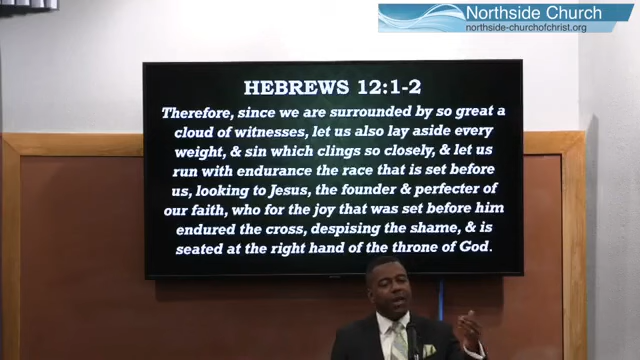 Northside Church
northside-churchofchrist.org
HEBREWS 12:1-2
Therefore, since we are surrounded by so great a
cloud of witnesses, let us also lay aside every
weight, & sin which clings so closely, & let us
run with endurance the race that is set before
us, looking to Jesus, the founder & perfecter of
our faith, who for the joy that was set before him
endured the cross, despising the shame, & is
seated at the right hand of the throne of God.